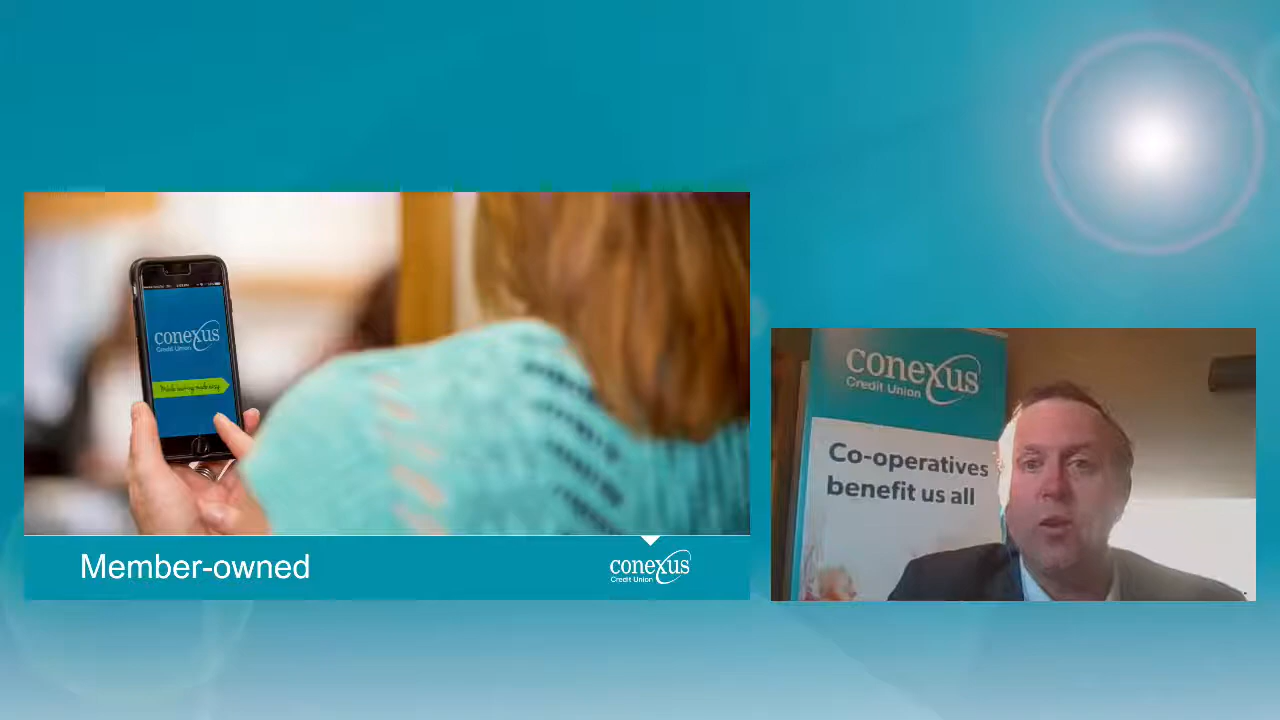 conexus
Credit Union
Member-owned
conexus
Credit Union
conexus
Credit Union
Co-operatives
benefit us all